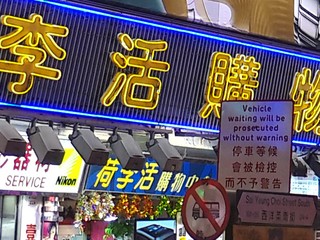 李活購物
Vehicle
waiting will be
prosecuted
without warning
停車等候
會被檢控
而不予警告
SERVICE
Nikon
荷李活購物中
Sai Yeung Choi Street South
西洋菜南街